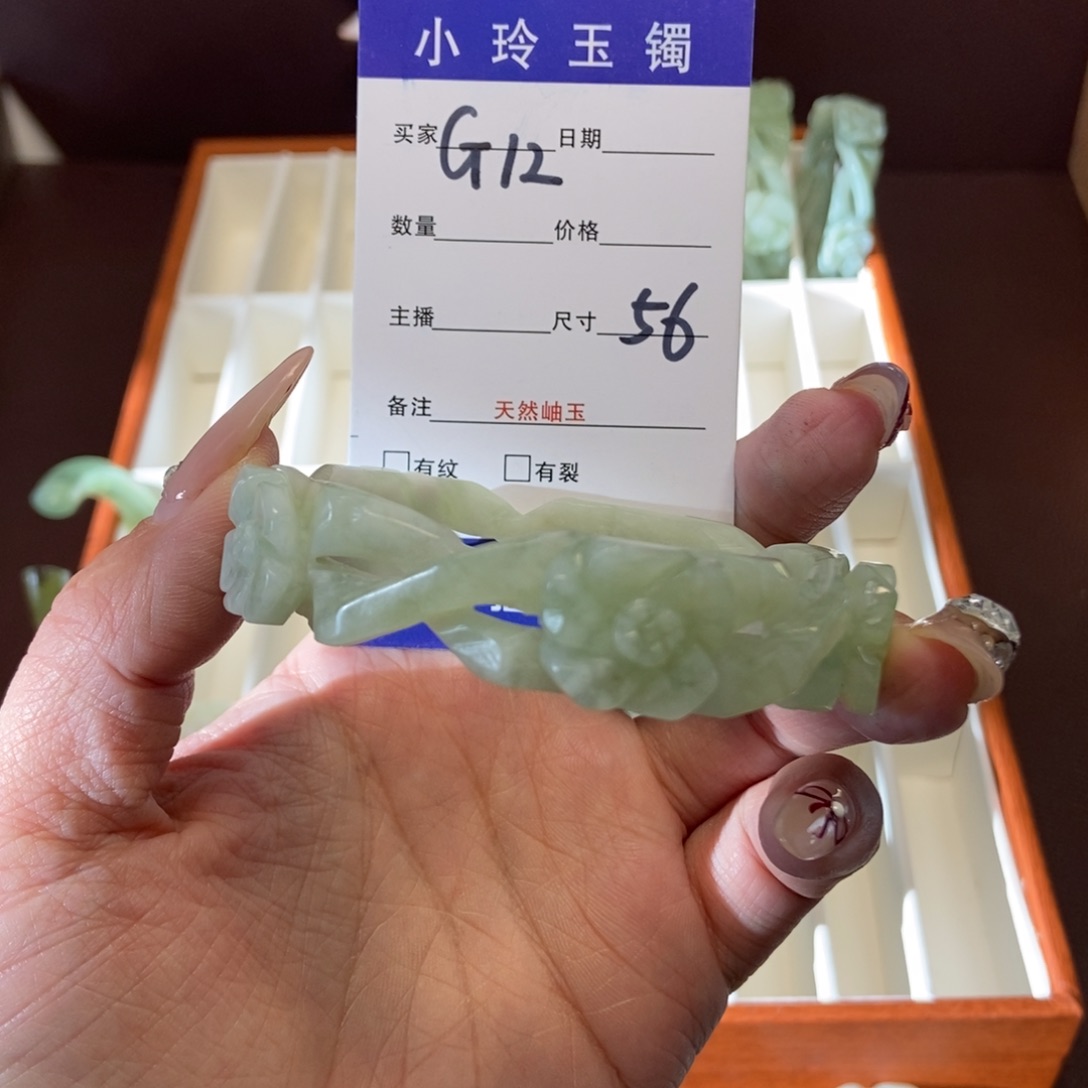 小玲玉镯
买家 G12 日期
数量 价格
主播 尺寸 56
备注 天然岫玉
□有纹 □有裂